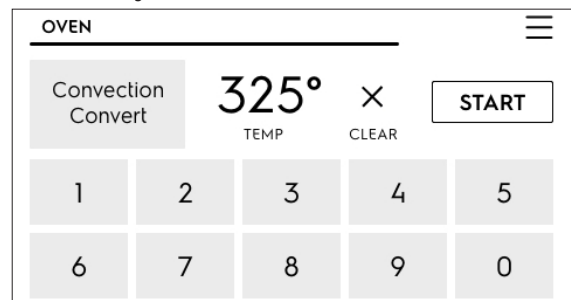 OVEN
Convection
Convert
325°
TEMP
×
CLEAR
START
1 2 3 4 5
6 7 8 9 0